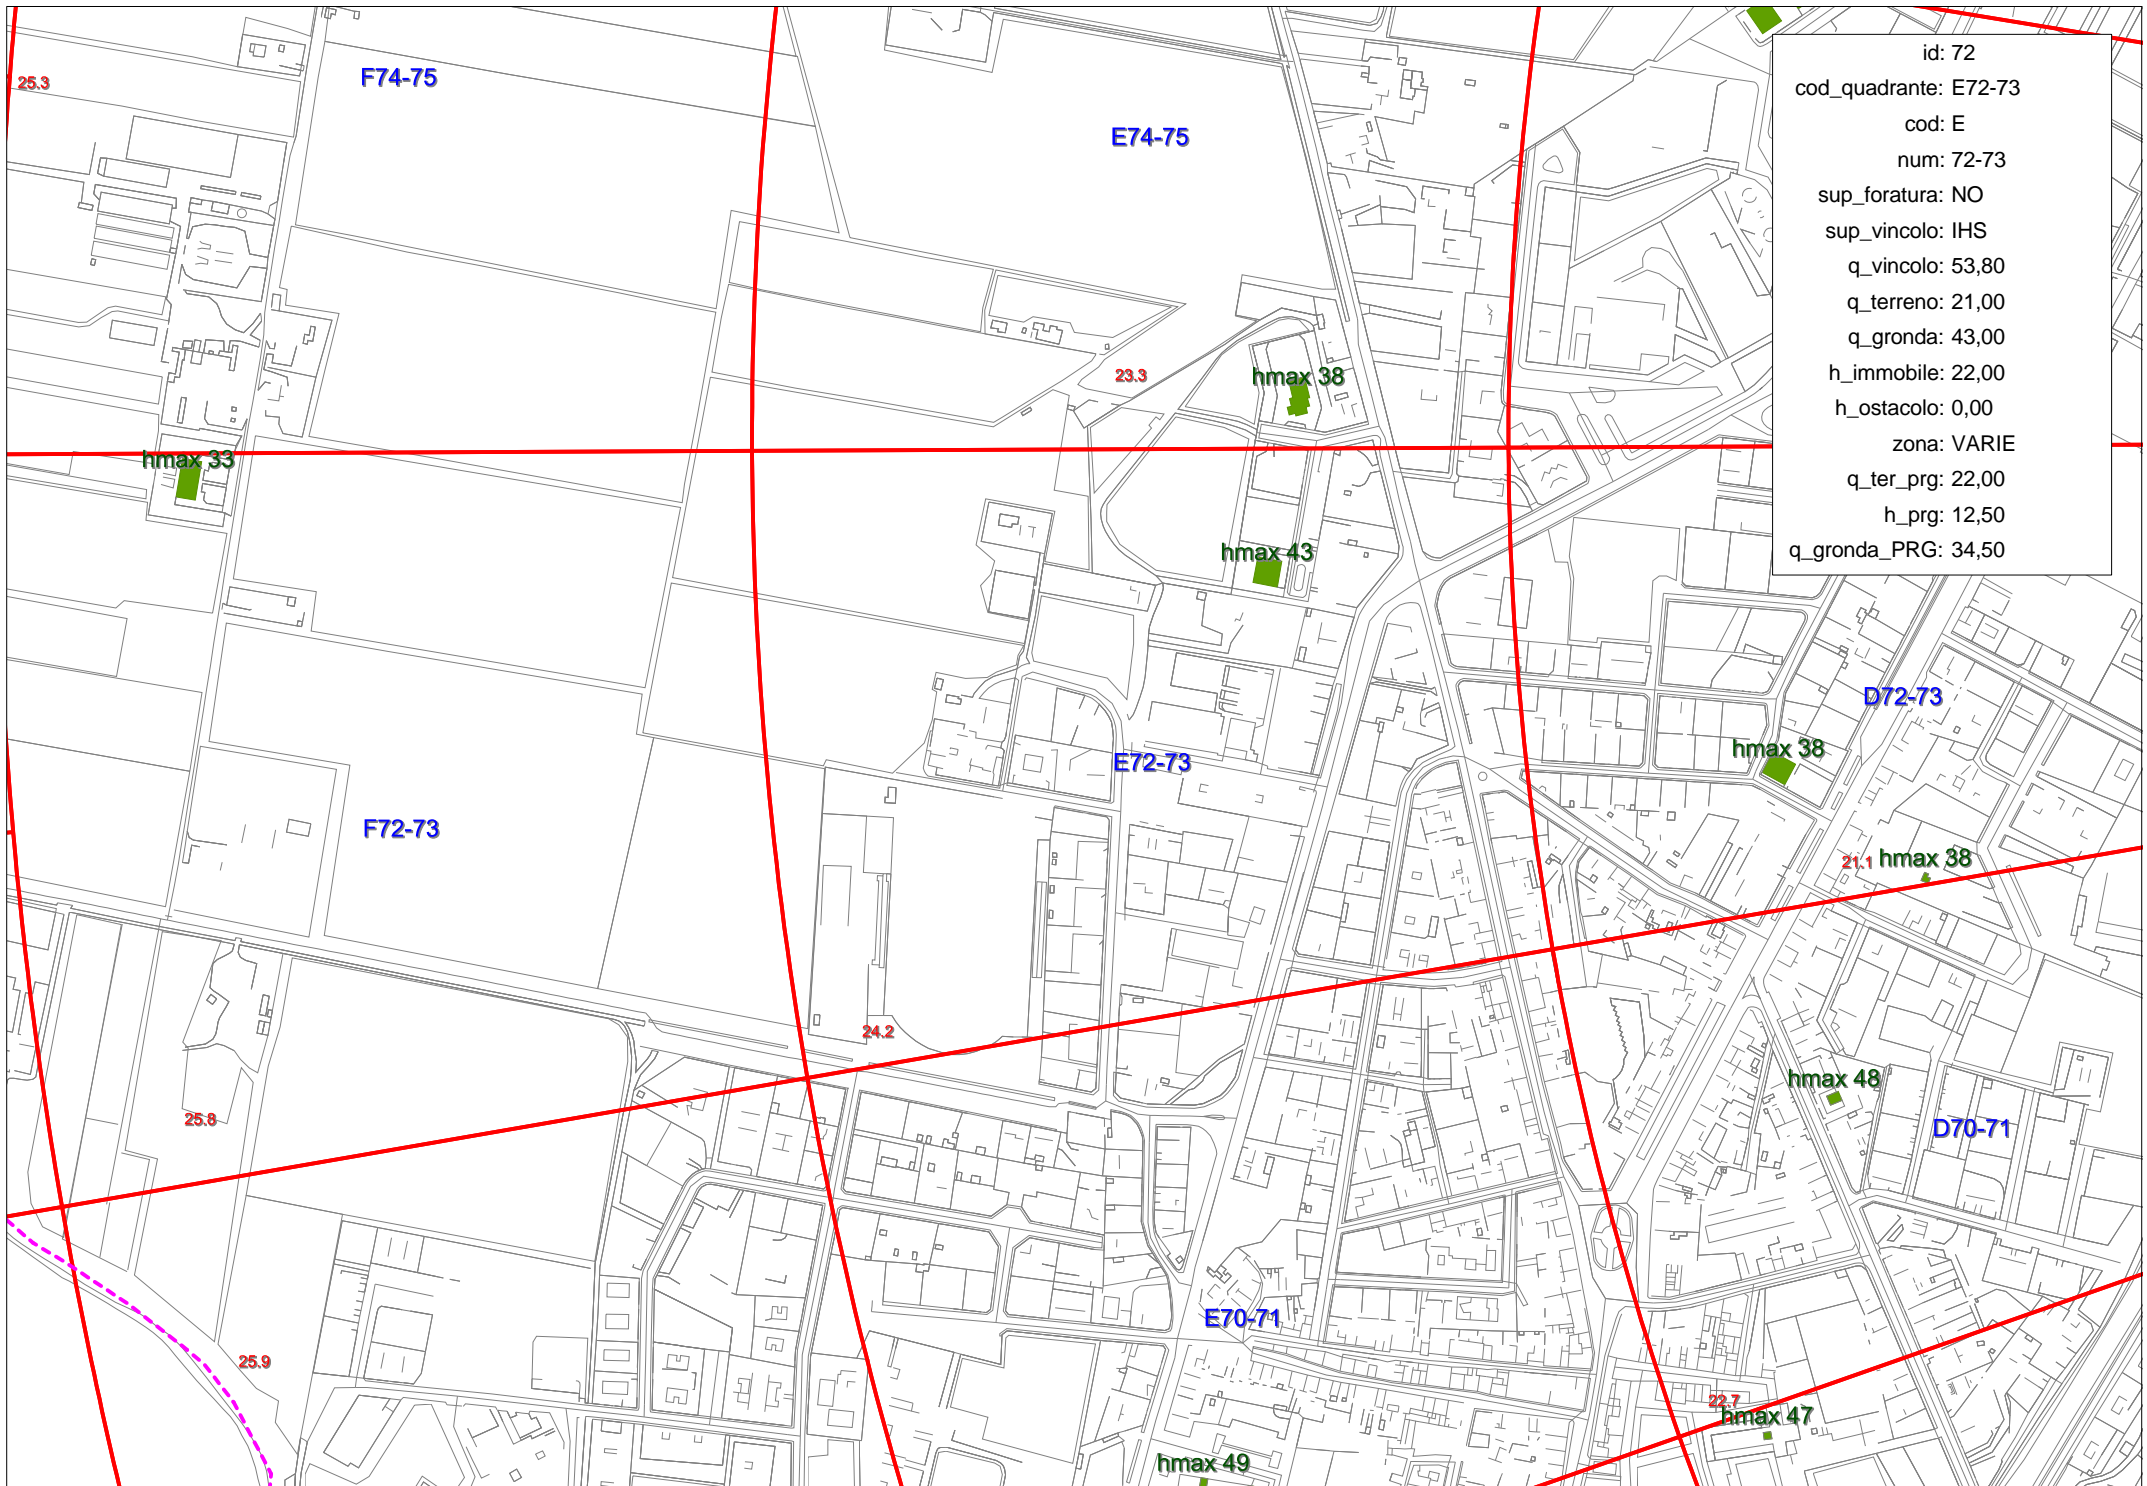 id: 72
cod_quadrante: E72-73
cod: E
num: 72-73
sup_foratura: NO
sup_vincolo: IHS
q_vincolo: 53,80
q_terreno: 21,00
q_gronda: 43,00
h_immobile: 22,00
h_ostacolo: 0,00
zona: VARIE
q_ter_prg: 22,00
h_prg: 12,50
q_gronda_PRG: 34,50
F74-75
25.3
E74-75
23.3
hmax 38
hmax 33
hmax 43
D72-73
hmax 38
E72-73
F72-73
21.1
hmax 38
24.2
hmax 48
25.8
D70-71
E70-71
25.9
22.7
hmax 47
hmax 49